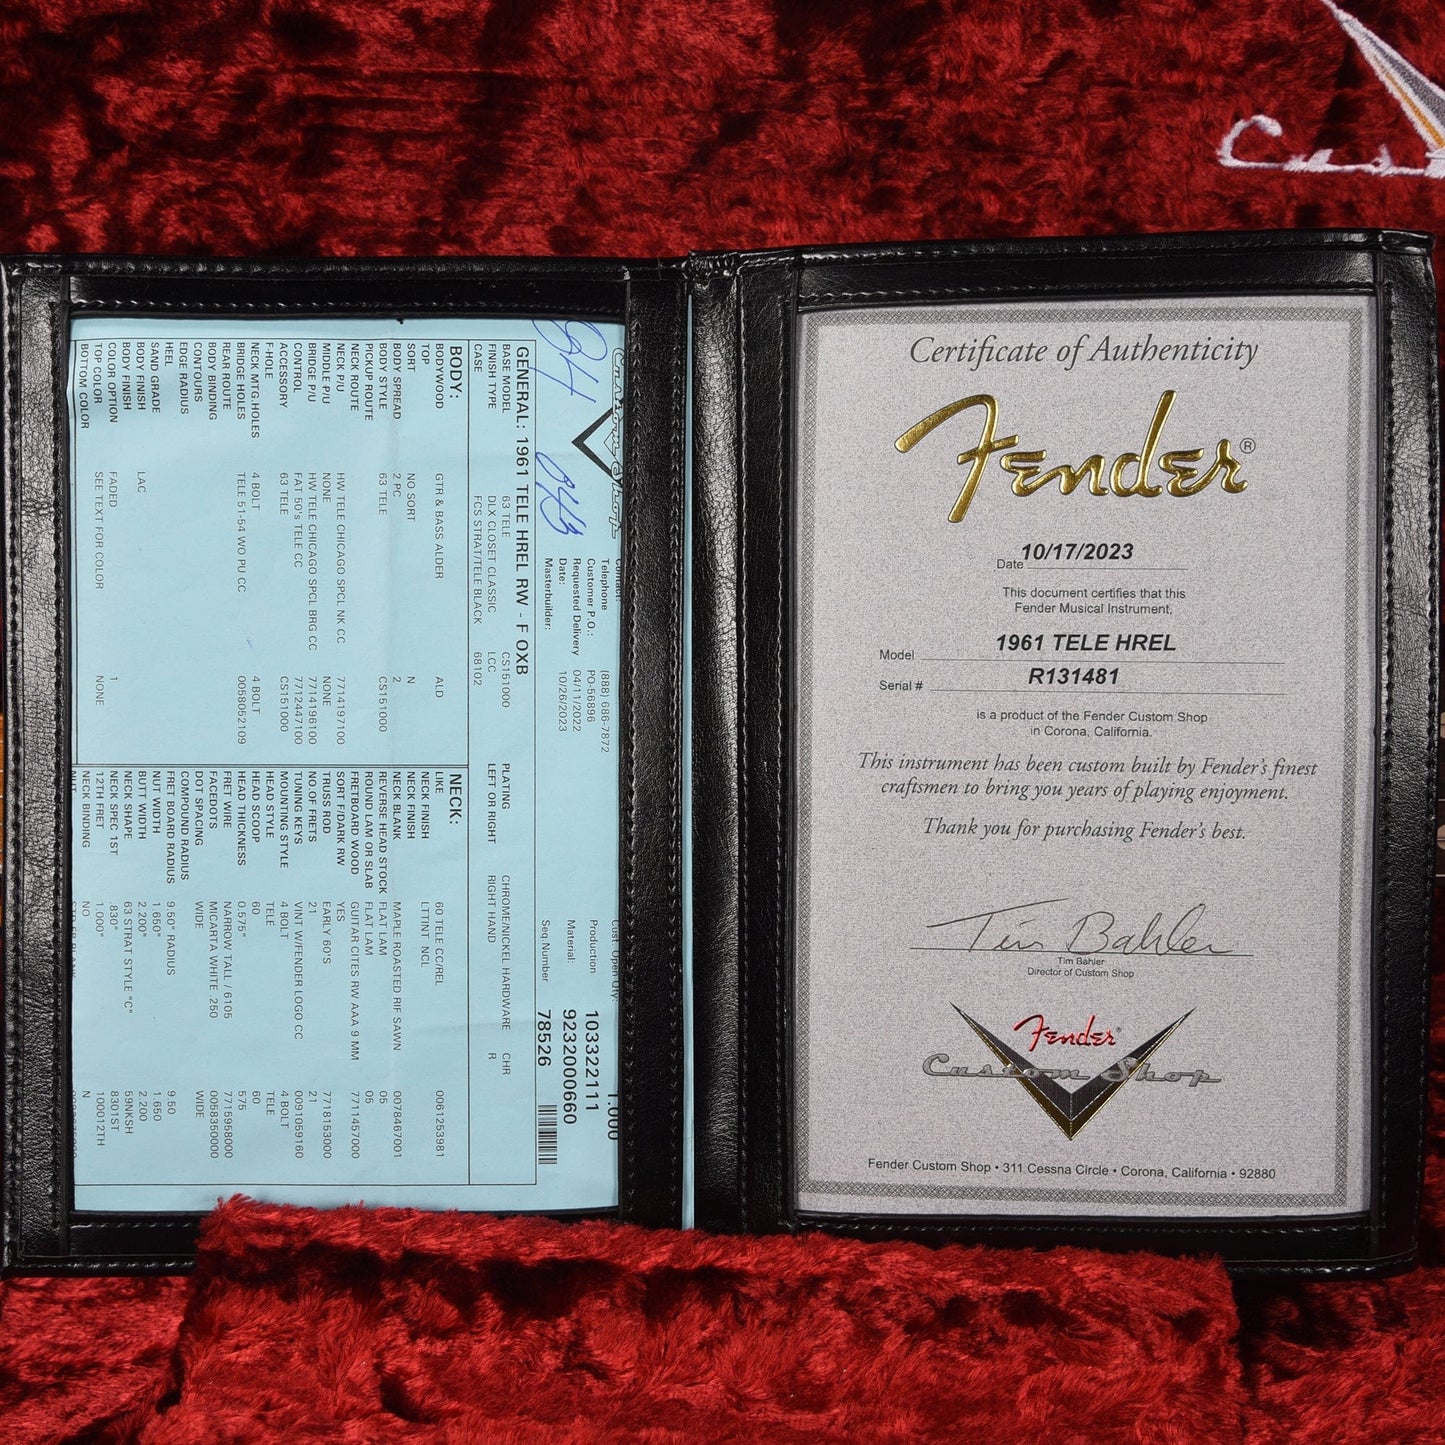 Custom Shop
Contact:
Telephone (888) 686-7872
Customer P.O.: PO-56896
Requested Delivery 04/11/2022
Date: 10/26/2023
Masterbuilder:
1.000
Production 103322111
Material: 9232000660
Seq.Number 78526
GENERAL: 1961 TELE HREL RW - F OXB
BASE MODEL 63 TELE CS151000 PLATING CHROME/NICKEL HARDWARE CHR
FINISH TYPE DLX CLOSET CLASSIC LCC LEFT OR RIGHT RIGHT HAND R
CASE FCS STRAT/TELE BLACK 68102
BODY:
BODYWOOD GTR & BASS ALDER ALD
TOP
SORT NO SORT N
BODY SPREAD 2 PC 2
BODY STYLE 63 TELE CS151000
PICKUP ROUTE
NECK ROUTE
NECK P/U HW TELE CHICAGO SPCL NK CC 7714197100
MIDDLE P/U NONE NONE
BRIDGE P/U HW TELE CHICAGO SPCL BRG CC 7714196100
CONTROL FAT 50's TELE CC 7712447100
ACCESSORY 63 TELE CS151000
F-HOLE
NECK MTG.HOLES 4 BOLT 4 BOLT
BRIDGE HOLES TELE 51-54 WO PU CC 0058052109
REAR ROUTE
BODY BINDING
CONTOURS
EDGE RADIUS
HEEL
SAND GRADE
BODY FINISH LAC
BODY FINISH
COLOR OPTION FADED 1
TOP COLOR SEE TEXT FOR COLOR NONE
BOTTOM COLOR
NECK:
LIKE 60 TELE CC/REL 0061253981
NECK FINISH LTTINT NCL
NECK FINISH
NECK BLANK MAPLE ROASTED RIF SAWN 0078467001
REVERSE HEAD STOCK FLAT LAM 05
ROUND LAM OR SLAB FLAT LAM 05
FRETBOARD WOOD GUITAR CITES RW AAA 9 MM 7711457000
SORT F/DARK RW YES
TRUSS ROD EARLY 60'S 7718153000
NO.OF FRETS 21 21
TUNING KEYS VINT W/FENDER LOGO CC 0091059160
MOUNTING STYLE 4 BOLT 4 BOLT
HEAD STYLE TELE TELE
HEAD SCOOP 60 60
HEAD THICKNESS 0.575" 575
FRET WIRE NARROW TALL / 6105 7715958000
FACEDOTS MICARTA WHITE .250 0058350000
DOT SPACING WIDE WIDE
COMPOUND RADIUS
FRET BOARD RADIUS 9.50" RADIUS 9.50
NUT WIDTH 1.650" 1.650
BUTT WIDTH 2.200" 2.200
NECK SHAPE 63 STRAT STYLE "C" 59NKSH
NECK SPEC 1ST .830" 8301ST
12TH FRET 1.000" 100012TH
NECK BINDING NO N
NUT
Certificate of Authenticity
Fender®
Date 10/17/2023
This document certifies that this
Fender Musical Instrument,
Model 1961 TELE HREL
Serial # R131481
is a product of the Fender Custom Shop
in Corona, California.
This instrument has been custom built by Fender's finest
craftsmen to bring you years of playing enjoyment.
Thank you for purchasing Fender's best.
Tim Bahler
Tim Bahler
Director of Custom Shop
Fender®
Custom Shop
Fender Custom Shop • 311 Cessna Circle • Corona, California • 92880